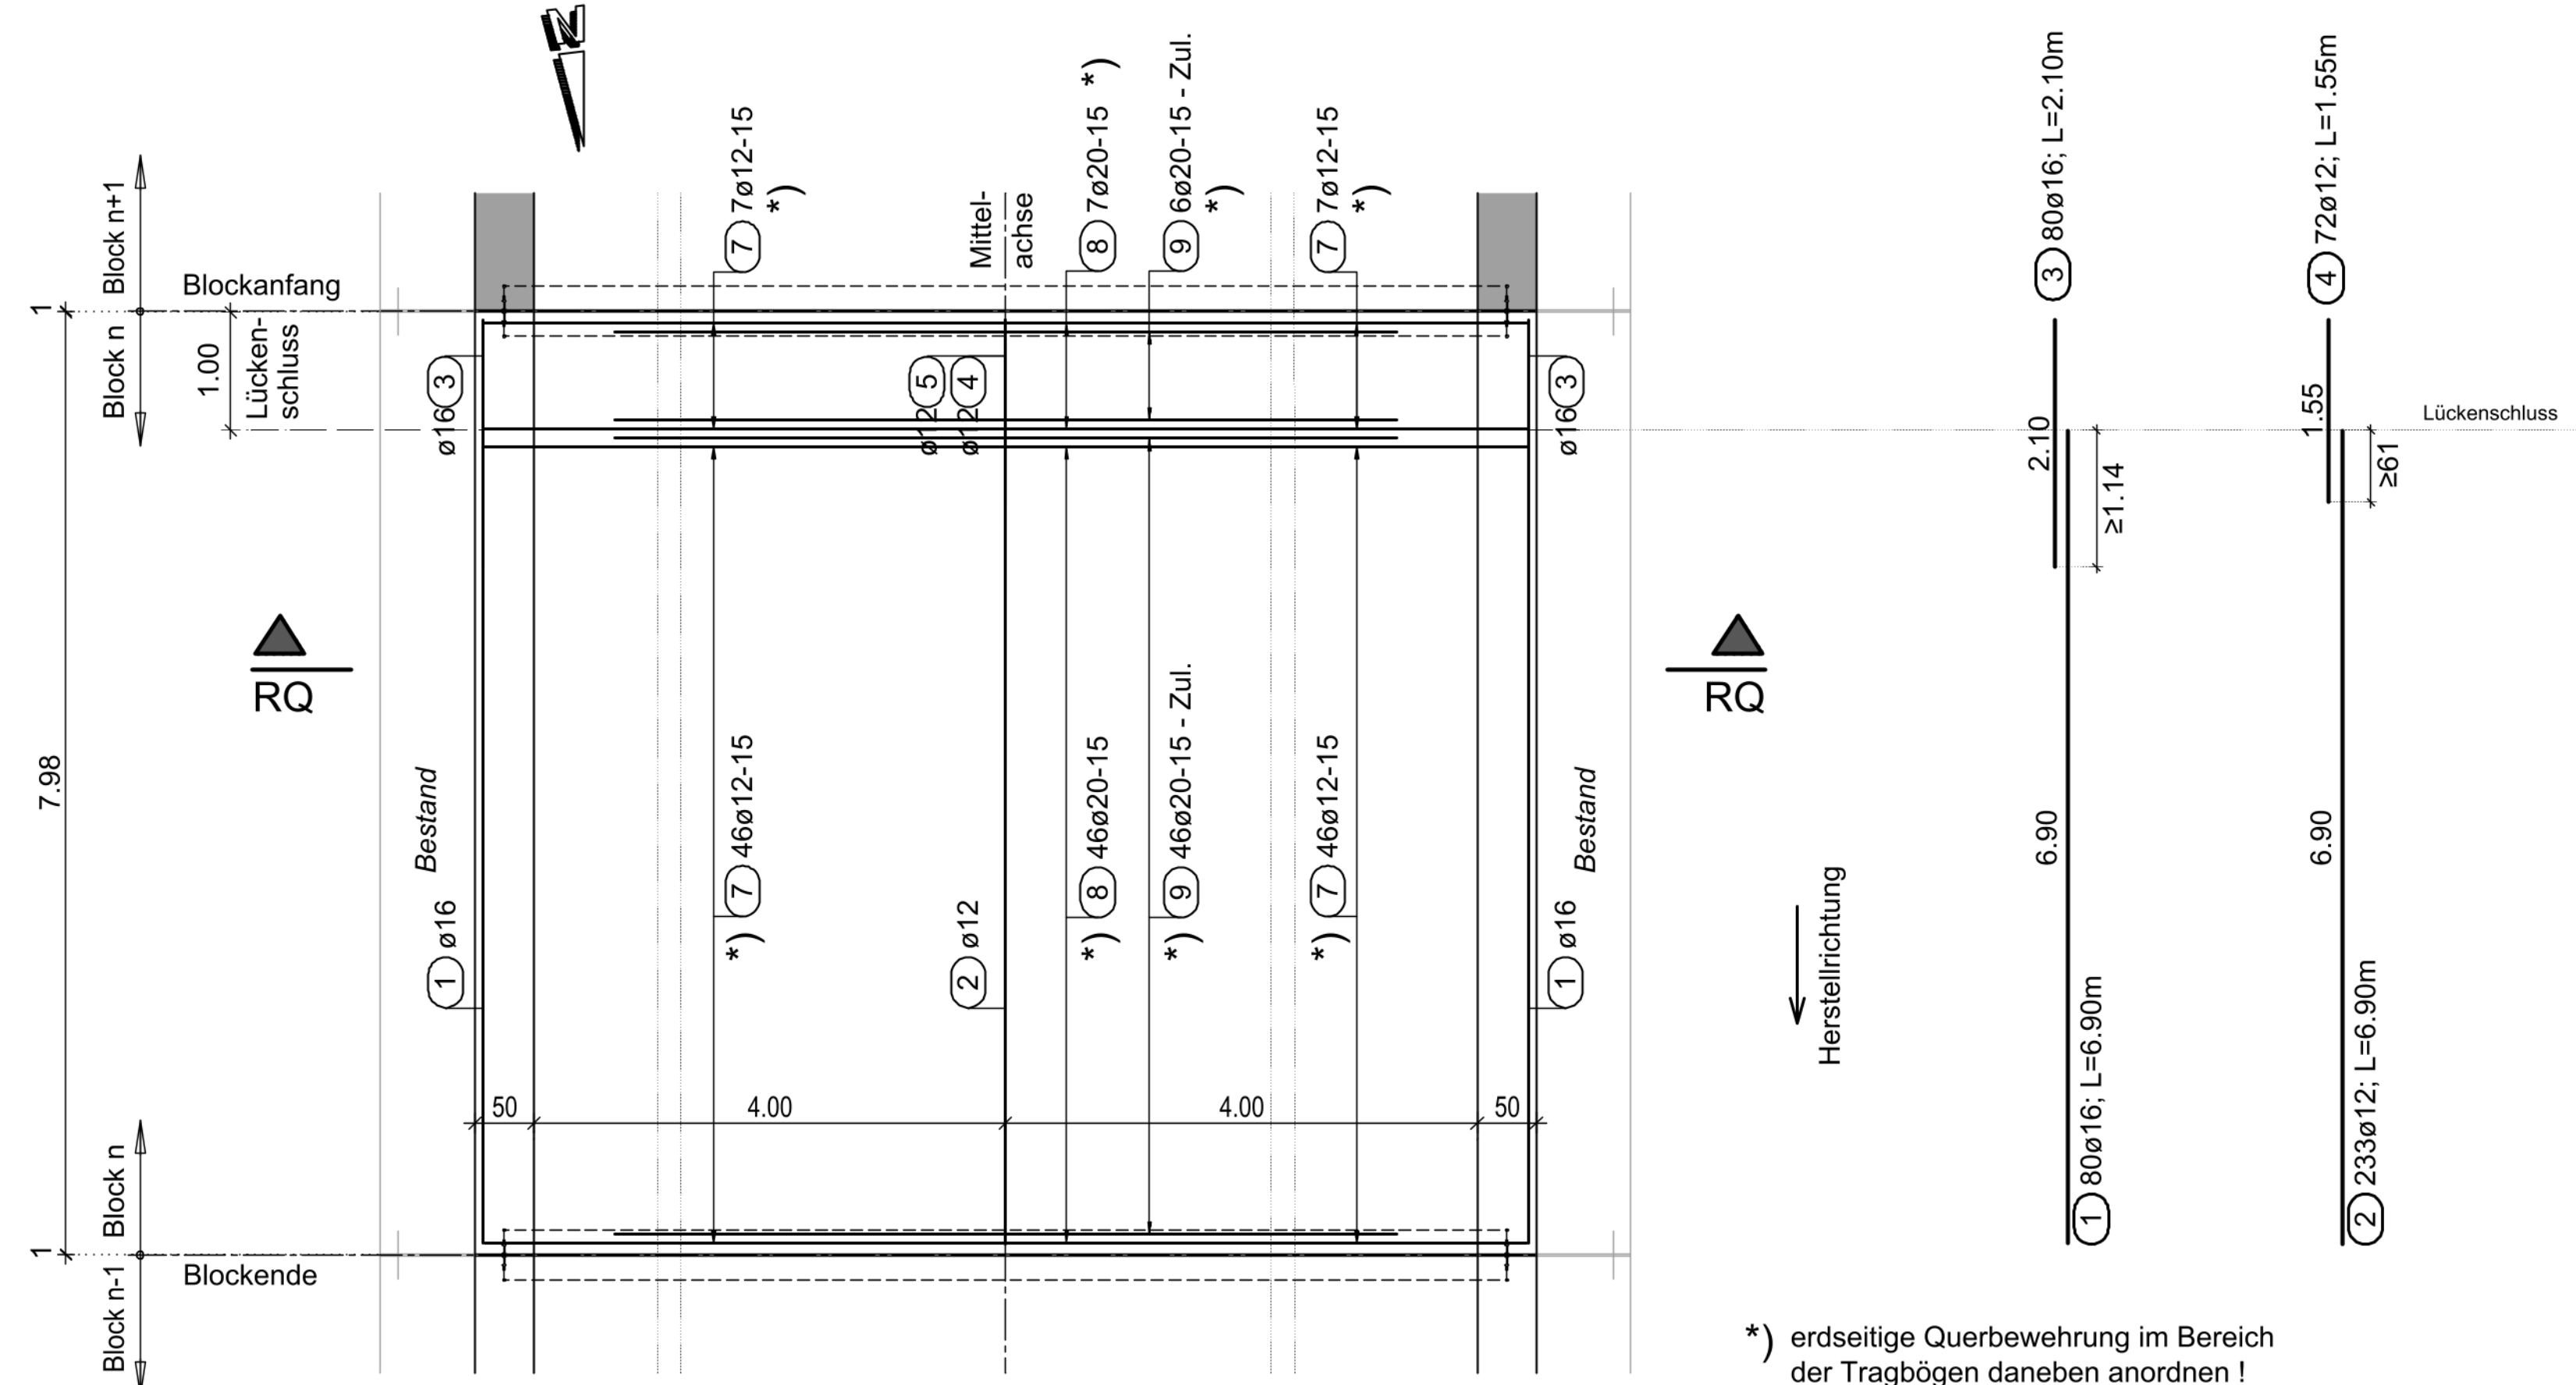 N
7ø12-15
*)
7
Mittel-
achse
7ø20-15 *)
8
6ø20-15 - Zul.
*)
9
7ø12-15
*)
7
3 80ø16; L=2.10m
4 72ø12; L=1.55m
Block n+1
Block n
1
Blockanfang
1.00
Lücken-
schluss
3
ø16
5
ø12
4
ø12
3
ø16
2.10
≥1.14
1.55
≥61
Lückenschluss
RQ
RQ
7.98
Bestand
Bestand
7 46ø12-15
*)
8 46ø20-15
*)
9 46ø20-15 - Zul.
*)
7 46ø12-15
*)
1 ø16
2 ø12
1 ø16
Herstellrichtung
6.90
6.90
1 80ø16; L=6.90m
2 233ø12; L=6.90m
50
4.00
4.00
50
Block n
Block n-1
1
Blockende
*) erdseitige Querbewehrung im Bereich
der Tragbögen daneben anordnen !